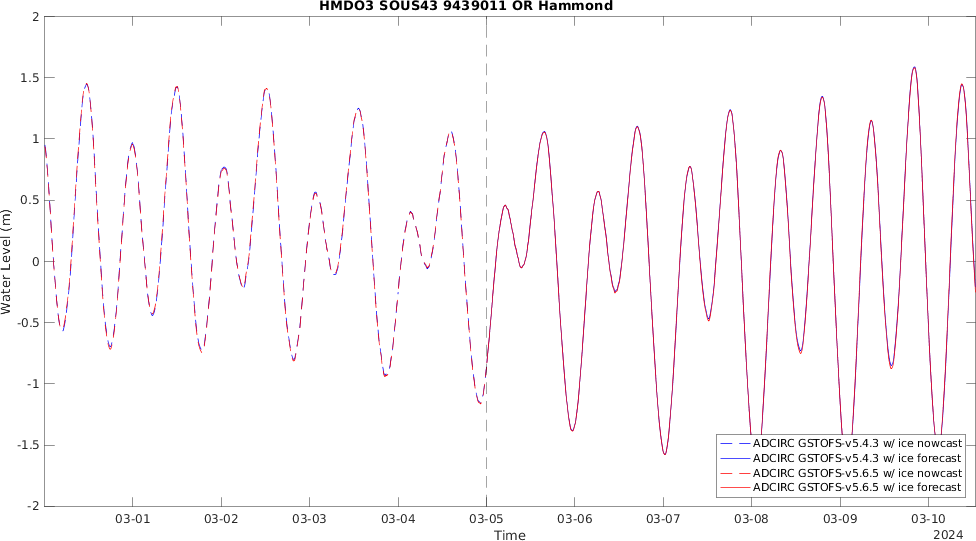 HMDO3 SOUS43 9439011 OR Hammond
2
1.5
1
0.5
0
-0.5
-1
-1.5
-2
Water Level (m)
ADCIRC GSTOFS-v5.4.3 w/ ice nowcast
ADCIRC GSTOFS-v5.4.3 w/ ice forecast
ADCIRC GSTOFS-v5.6.5 w/ ice nowcast
ADCIRC GSTOFS-v5.6.5 w/ ice forecast
03-01 03-02 03-03 03-04 03-05 03-06 03-07 03-08 03-09 03-10
Time
2024